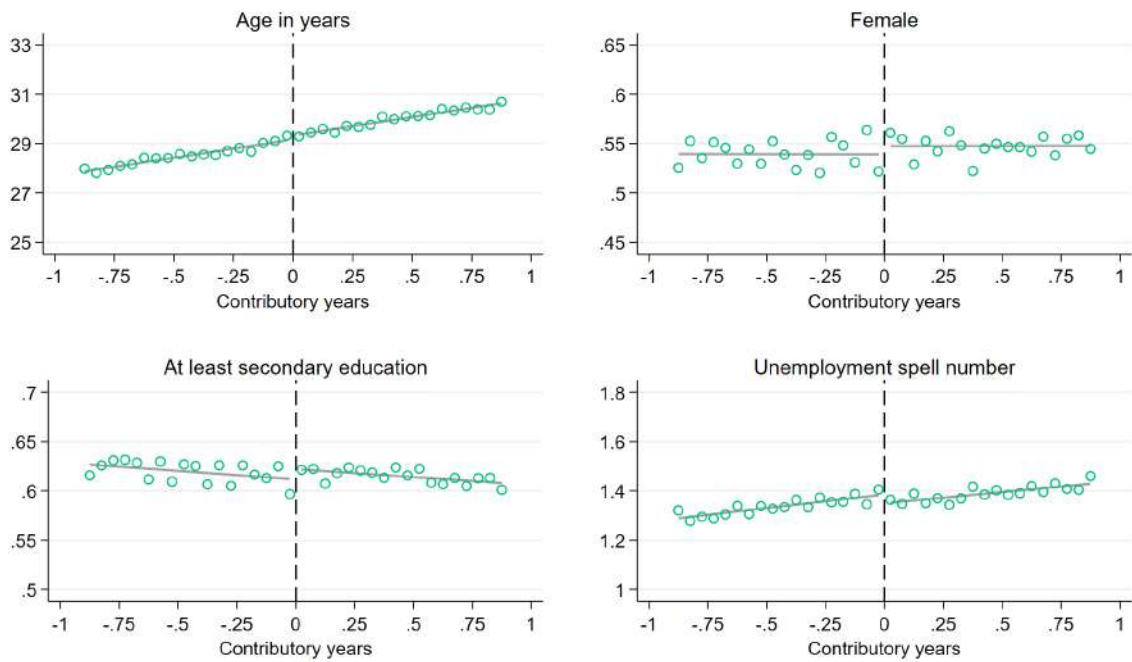 Age in years
33
31
29
27
25
-1 -.75 -.5 -.25 0 .25 .5 .75 1
Contributory years
Female
.65
.6
.55
.5
.45
-1 -.75 -.5 -.25 0 .25 .5 .75 1
Contributory years
At least secondary education
.7
.65
.6
.55
.5
-1 -.75 -.5 -.25 0 .25 .5 .75 1
Contributory years
Unemployment spell number
1.8
1.6
1.4
1.2
1
-1 -.75 -.5 -.25 0 .25 .5 .75 1
Contributory years